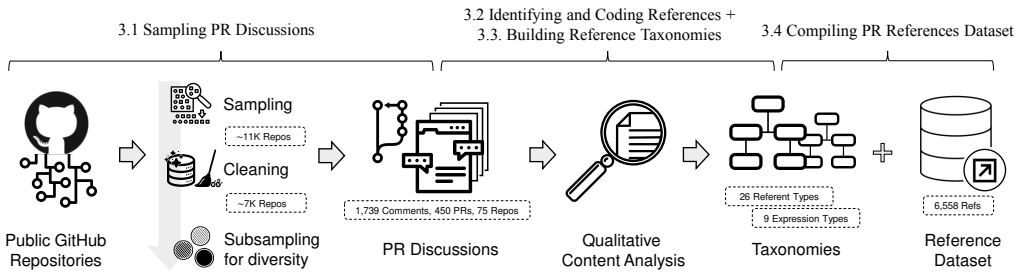 3.1 Sampling PR Discussions
3.2 Identifying and Coding References +
3.3. Building Reference Taxonomies
3.4 Compiling PR References Dataset
Sampling
~11K Repos
Cleaning
~7K Repos
Subsampling
for diversity
Public GitHub
Repositories
1,739 Comments, 450 PRs, 75 Repos
PR Discussions
Qualitative
Content Analysis
26 Referent Types
9 Expression Types
Taxonomies
6,558 Refs
Reference
Dataset